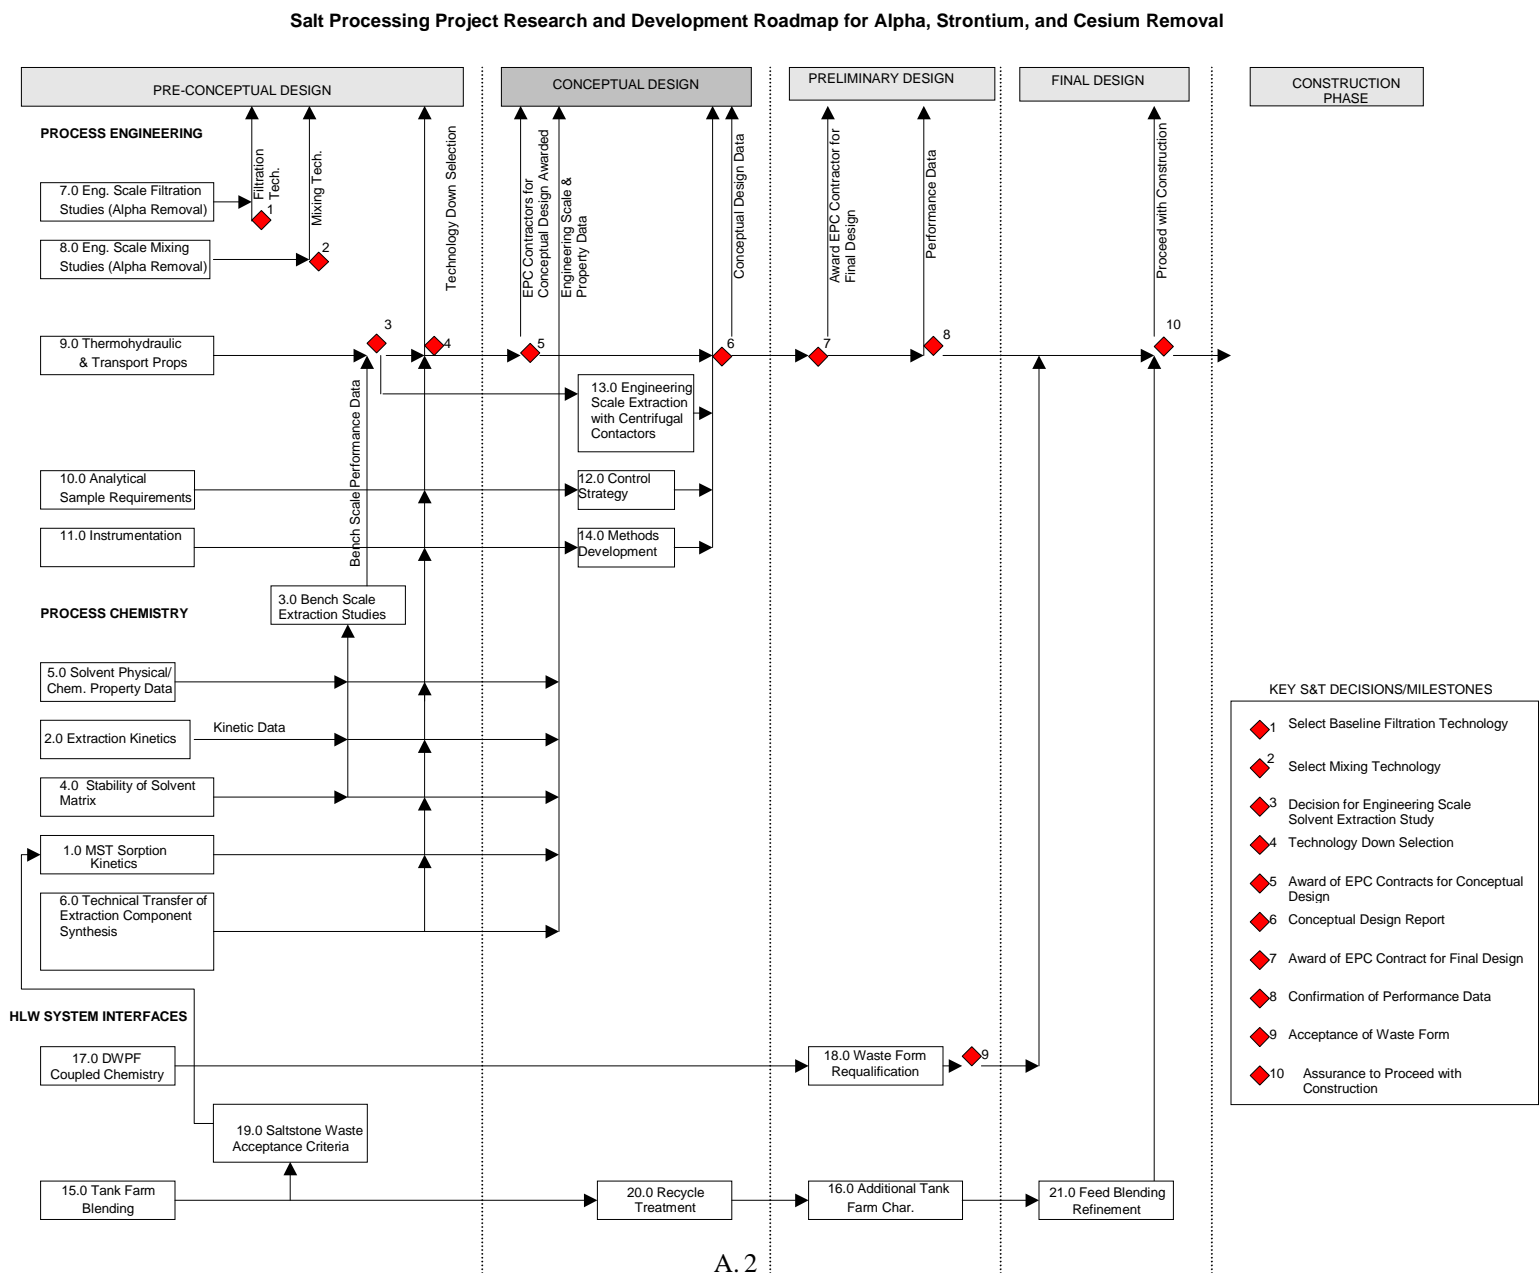 Salt Processing Project Research and Development Roadmap for Alpha, Strontium, and Cesium Removal
PRE-CONCEPTUAL DESIGN
CONCEPTUAL DESIGN
PRELIMINARY DESIGN
FINAL DESIGN
CONSTRUCTION
PHASE
PROCESS ENGINEERING
Filtration
Tech.
Mixing Tech.
Technology Down Selection
EPC Contractors for
Conceptual Design Awarded
Engineering Scale &
Property Data
Conceptual Design Data
Award EPC Contractor for
Final Design
Performance Data
Proceed with Construction
7.0 Eng. Scale Filtration
Studies (Alpha Removal)
1
8.0 Eng. Scale Mixing
Studies (Alpha Removal)
2
9.0 Thermohydraulic
& Transport Props
3
4
5
6
7
8
10
13.0 Engineering
Scale Extraction
with Centrifugal
Contactors
Bench Scale Performance Data
10.0 Analytical
Sample Requirements
12.0 Control
Strategy
11.0 Instrumentation
14.0 Methods
Development
3.0 Bench Scale
Extraction Studies
PROCESS CHEMISTRY
5.0 Solvent Physical/
Chem. Property Data
2.0 Extraction Kinetics
Kinetic Data
4.0 Stability of Solvent
Matrix
1.0 MST Sorption
Kinetics
6.0 Technical Transfer of
Extraction Component
Synthesis
HLW SYSTEM INTERFACES
17.0 DWPF
Coupled Chemistry
18.0 Waste Form
Requalification
9
19.0 Saltstone Waste
Acceptance Criteria
15.0 Tank Farm
Blending
20.0 Recycle
Treatment
16.0 Additional Tank
Farm Char.
21.0 Feed Blending
Refinement
KEY S&T DECISIONS/MILESTONES
1 Select Baseline Filtration Technology
2 Select Mixing Technology
3 Decision for Engineering Scale
Solvent Extraction Study
4 Technology Down Selection
5 Award of EPC Contracts for Conceptual
Design
6 Conceptual Design Report
7 Award of EPC Contract for Final Design
8 Confirmation of Performance Data
9 Acceptance of Waste Form
10 Assurance to Proceed with
Construction
A. 2